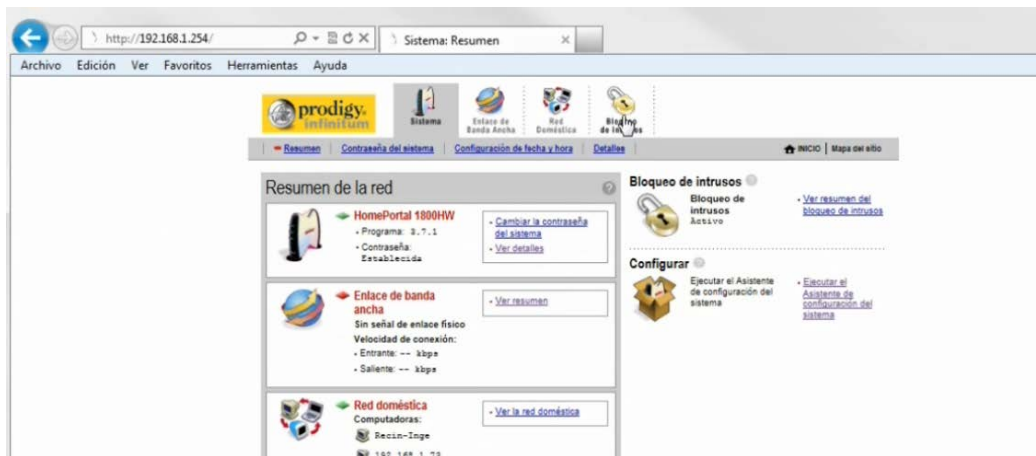 http://192.168.1.254/
Sistema: Resumen
Archivo Edición Ver Favoritos Herramientas Ayuda
prodigy.
infinitum
Sistema
Enlace de
Banda Ancha
Red
Doméstica
Resumen
Contraseña del sistema
Configuración de fecha y hora
Detalles
INICIO
Mapa del sitio
Resumen de la red
HomePortal 1800HW
Programa: 3.7.1
Contraseña:
Establecida
Cambiar la contraseña
del sistema
Ver detalles
Enlace de banda
ancha
Sin señal de enlace físico
Velocidad de conexión:
Entrante: -- kbps
Saliente: -- kbps
Ver resumen
Red doméstica
Computadoras:
Recin-Inge
192.168.1.73
Ver la red doméstica
Bloqueo de intrusos
Bloqueo de
intrusos
Activo
Ver resumen del
bloqueo de intrusos
Configurar
Ejecutar el Asistente
de configuración del
sistema
Ejecutar el
Asistente de
configuración del
sistema